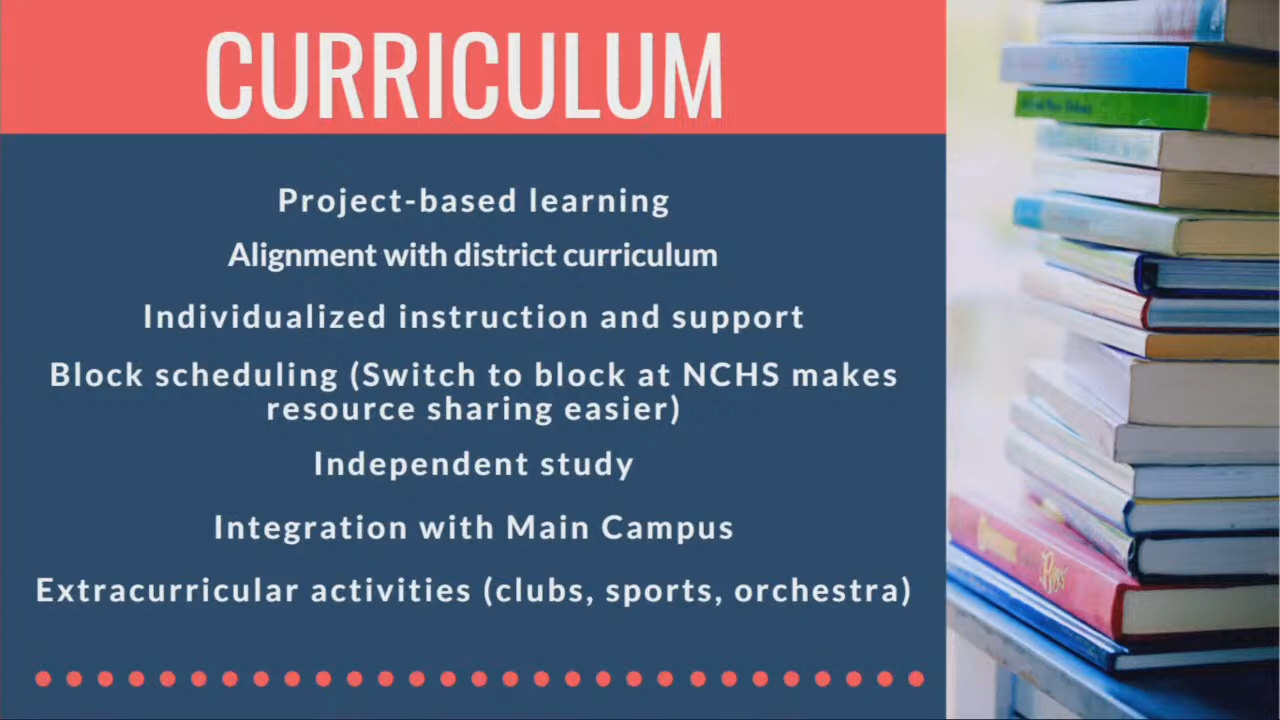 CURRICULUM
Project-based learning
Alignment with district curriculum
Individualized instruction and support
Block scheduling (Switch to block at NCHS makes
resource sharing easier)
Independent study
Integration with Main Campus
Extracurricular activities (clubs, sports, orchestra)